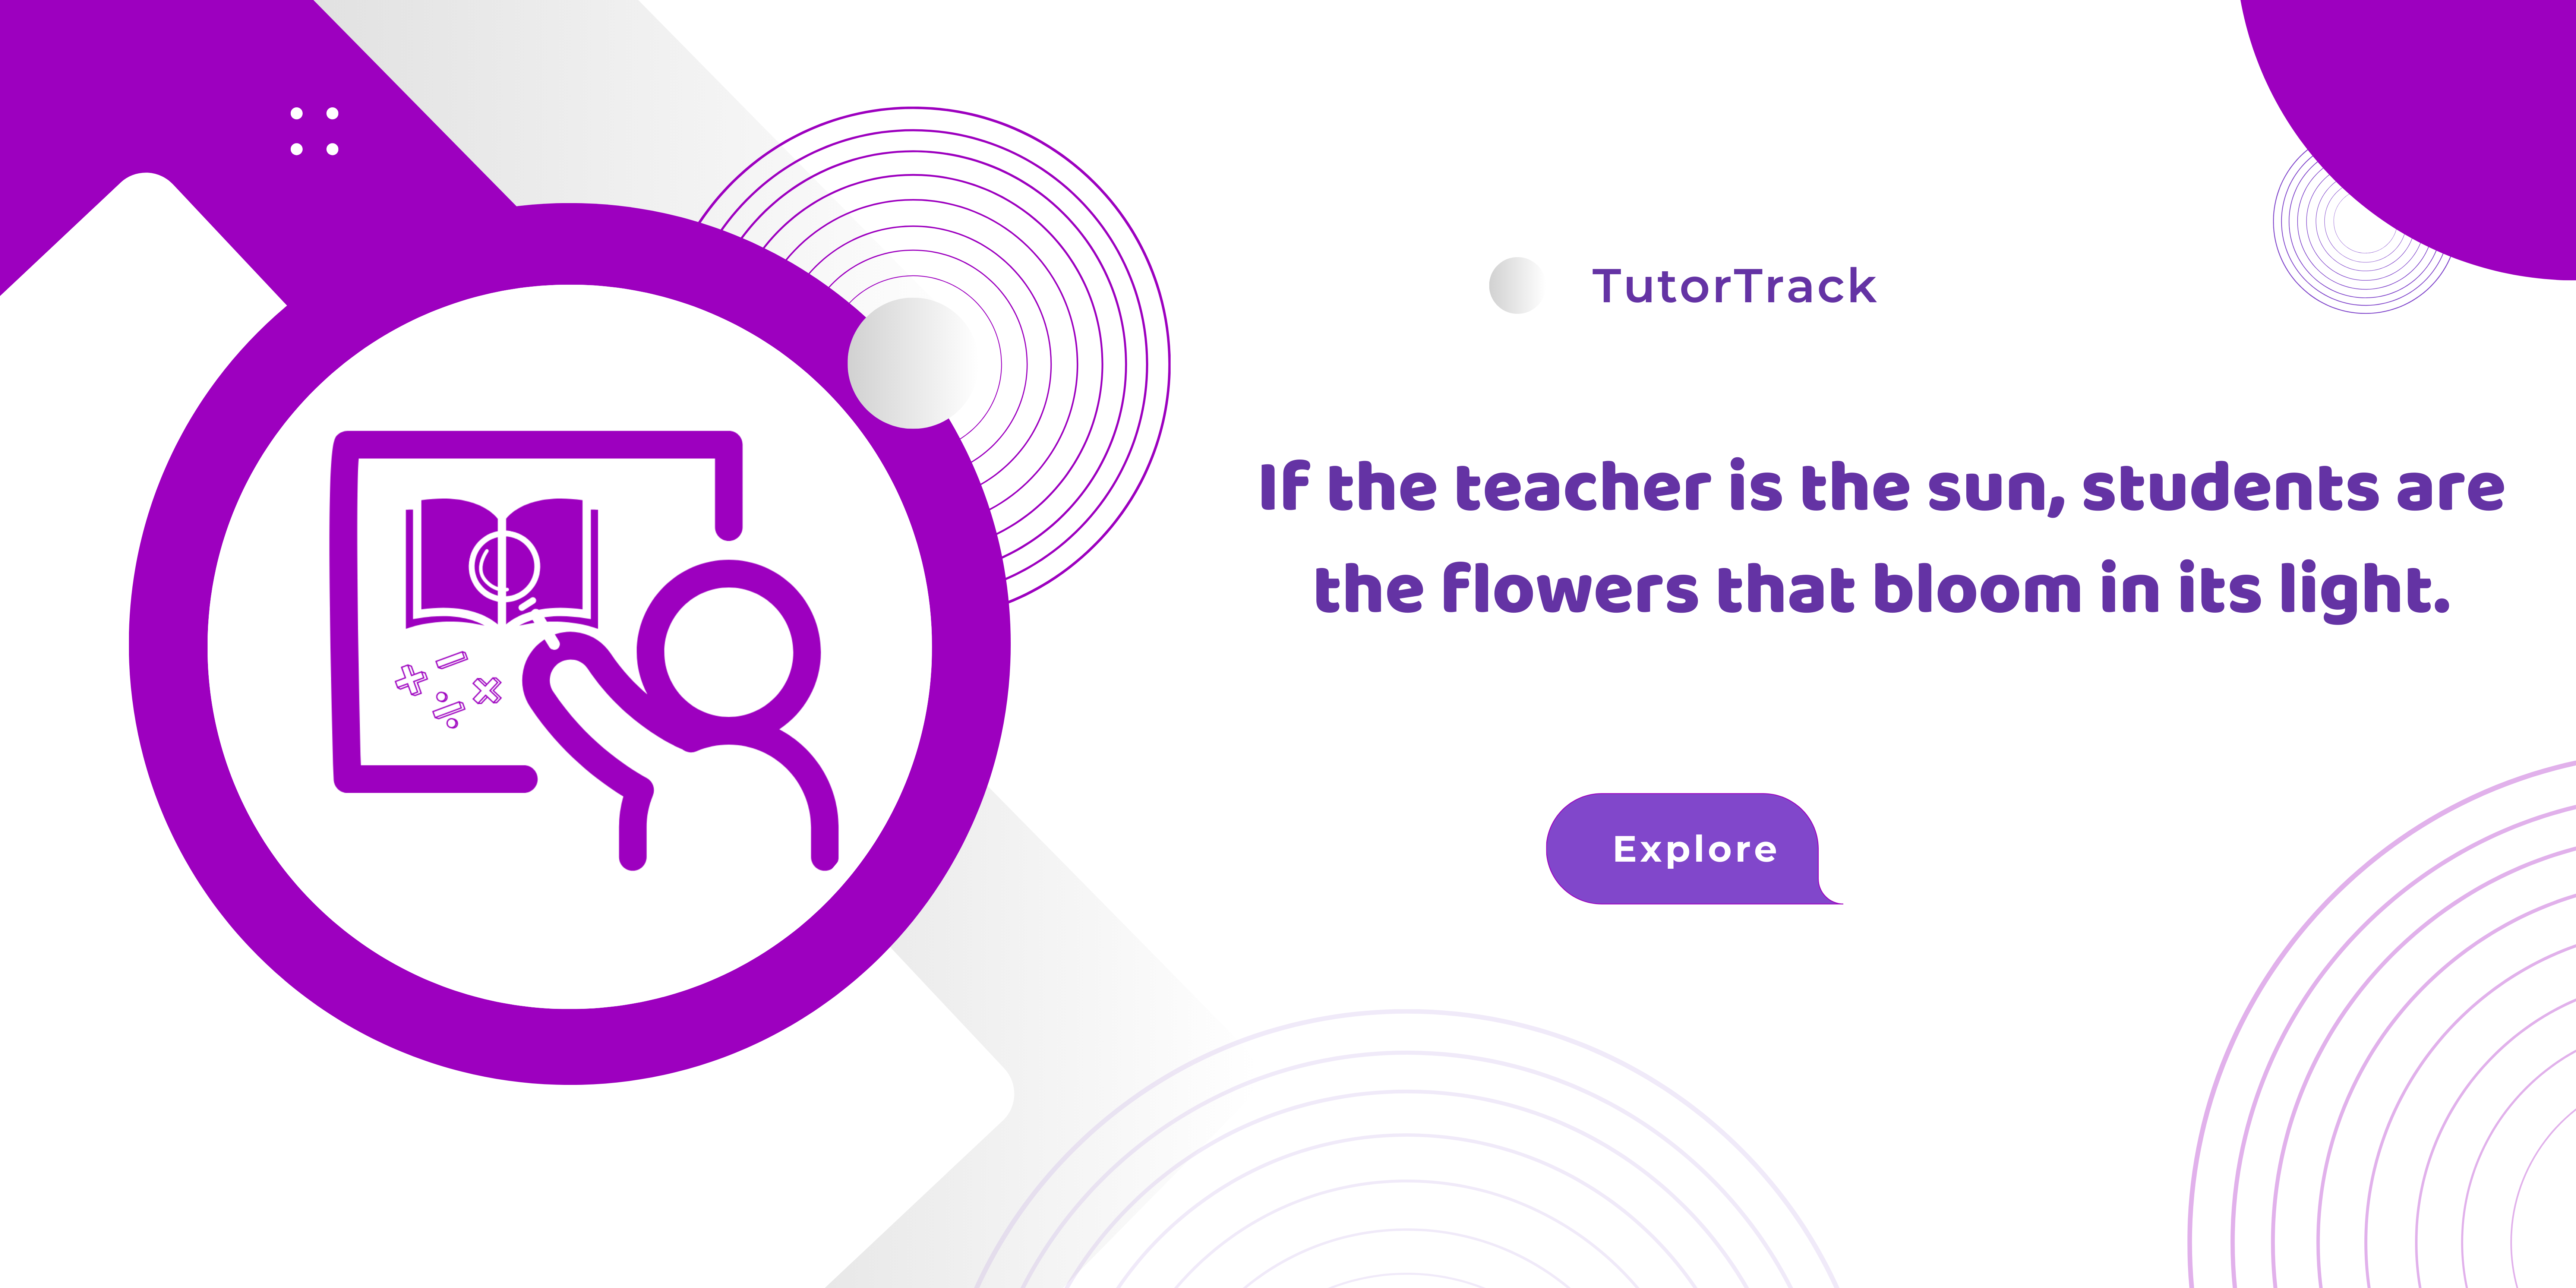 TutorTrack
If the teacher is the sun, students are
the flowers that bloom in its light.
Explore